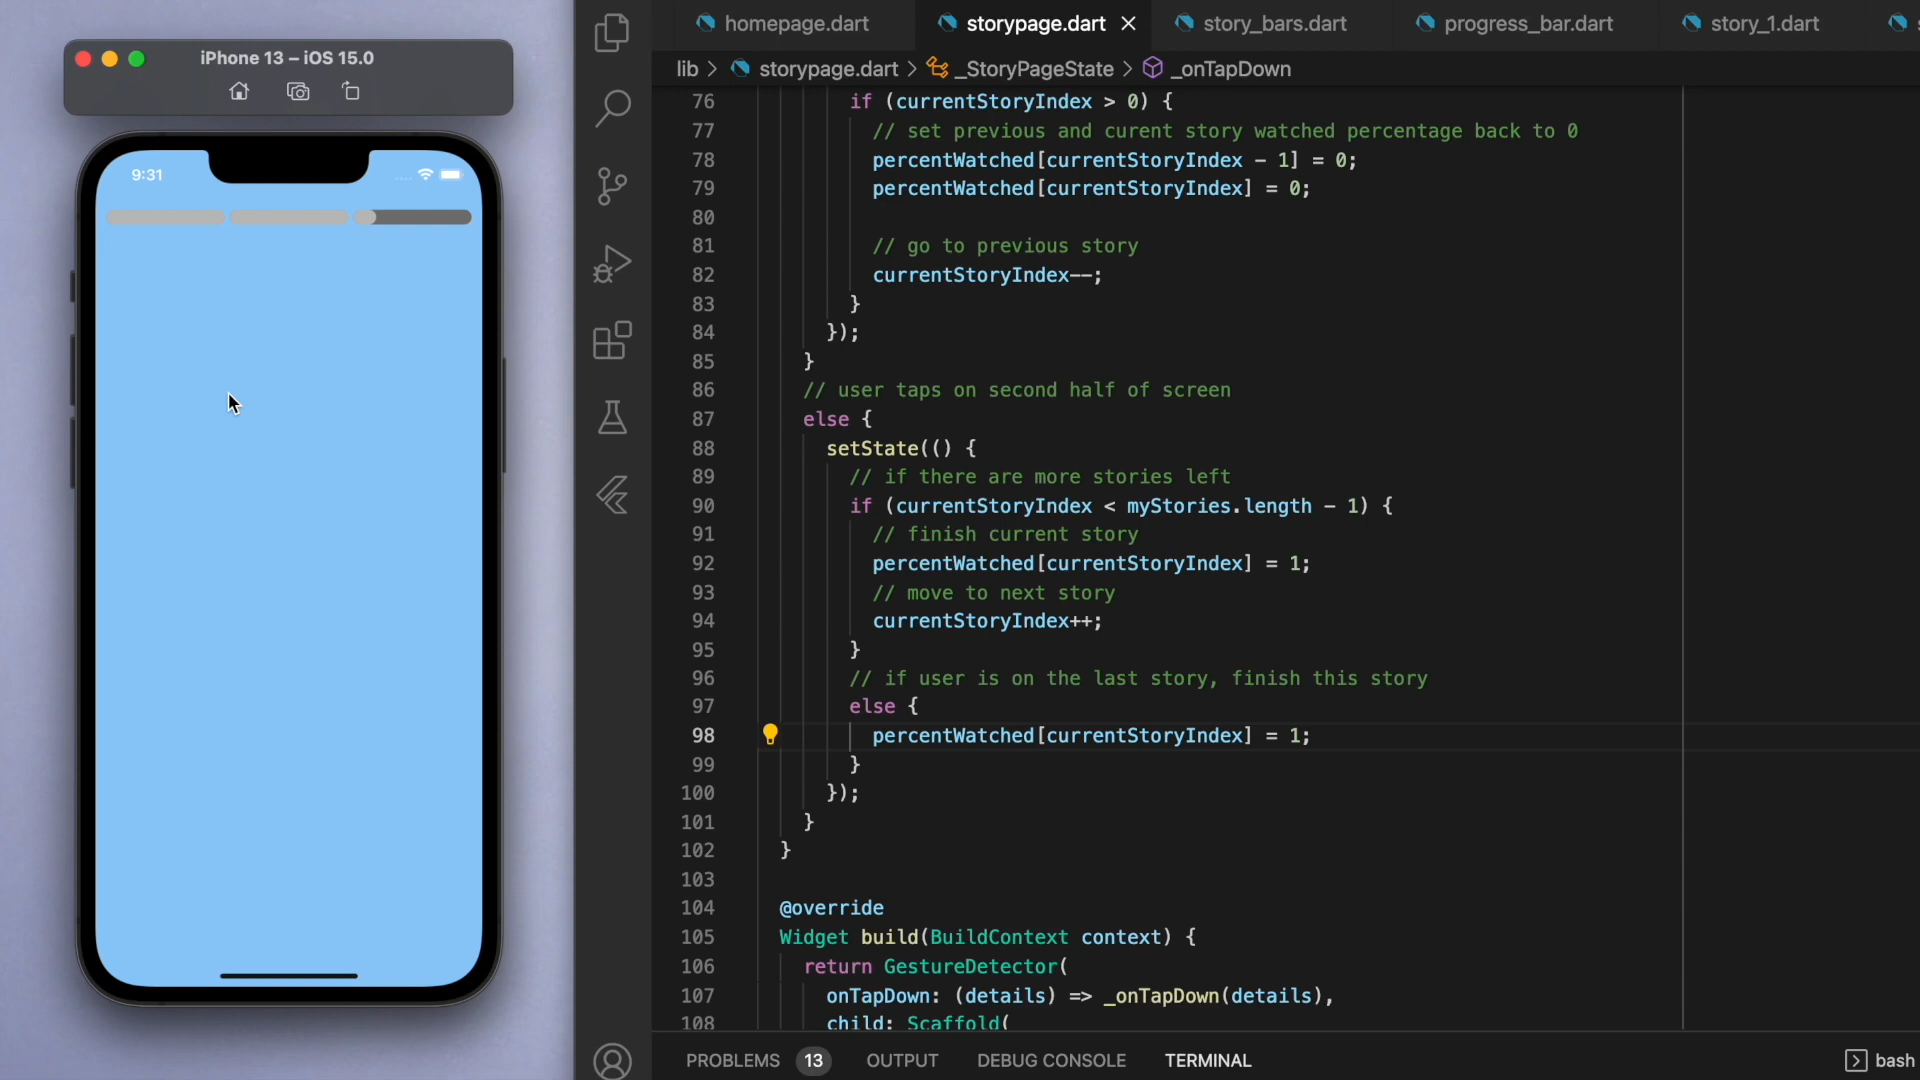 iPhone 13 – iOS 15.0
9:31
homepage.dart
storypage.dart
story_bars.dart
progress_bar.dart
story_1.dart
lib > storypage.dart > _StoryPageState > _onTapDown
76 if (currentStoryIndex > 0) {
77 // set previous and curent story watched percentage back to 0
78 percentWatched[currentStoryIndex - 1] = 0;
79 percentWatched[currentStoryIndex] = 0;
80
81 // go to previous story
82 currentStoryIndex--;
83 }
84 });
85 }
86 // user taps on second half of screen
87 else {
88 setState(() {
89 // if there are more stories left
90 if (currentStoryIndex < myStories.length - 1) {
91 // finish current story
92 percentWatched[currentStoryIndex] = 1;
93 // move to next story
94 currentStoryIndex++;
95 }
96 // if user is on the last story, finish this story
97 else {
98 percentWatched[currentStoryIndex] = 1;
99 }
100 });
101 }
102 }
103
104 @override
105 Widget build(BuildContext context) {
106 return GestureDetector(
107 onTapDown: (details) => _onTapDown(details),
108 child: Scaffold(
PROBLEMS 13 OUTPUT DEBUG CONSOLE TERMINAL bash